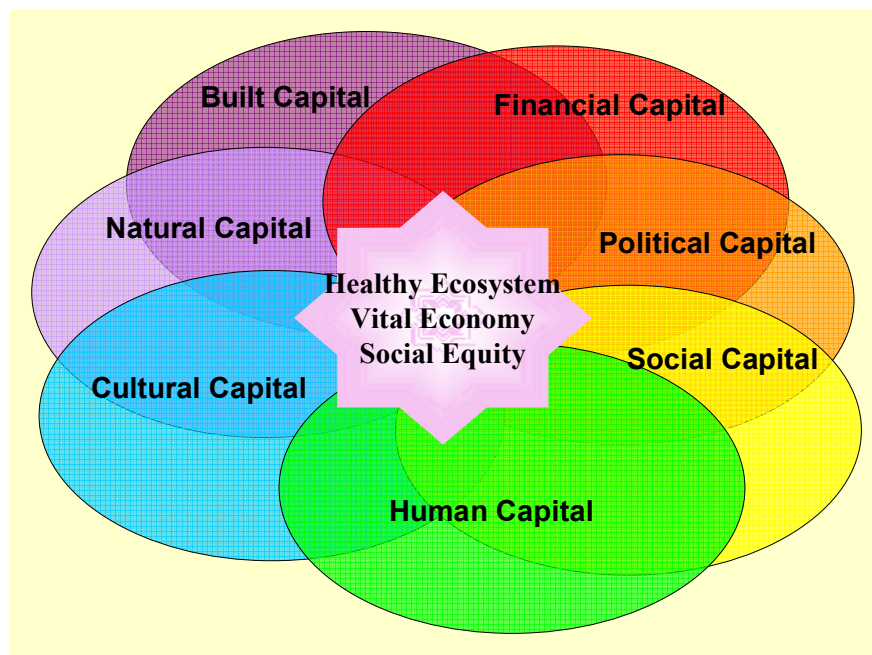 Built Capital
Financial Capital
Natural Capital
Political Capital
Healthy Ecosystem
Vital Economy
Social Equity
Social Capital
Cultural Capital
Human Capital